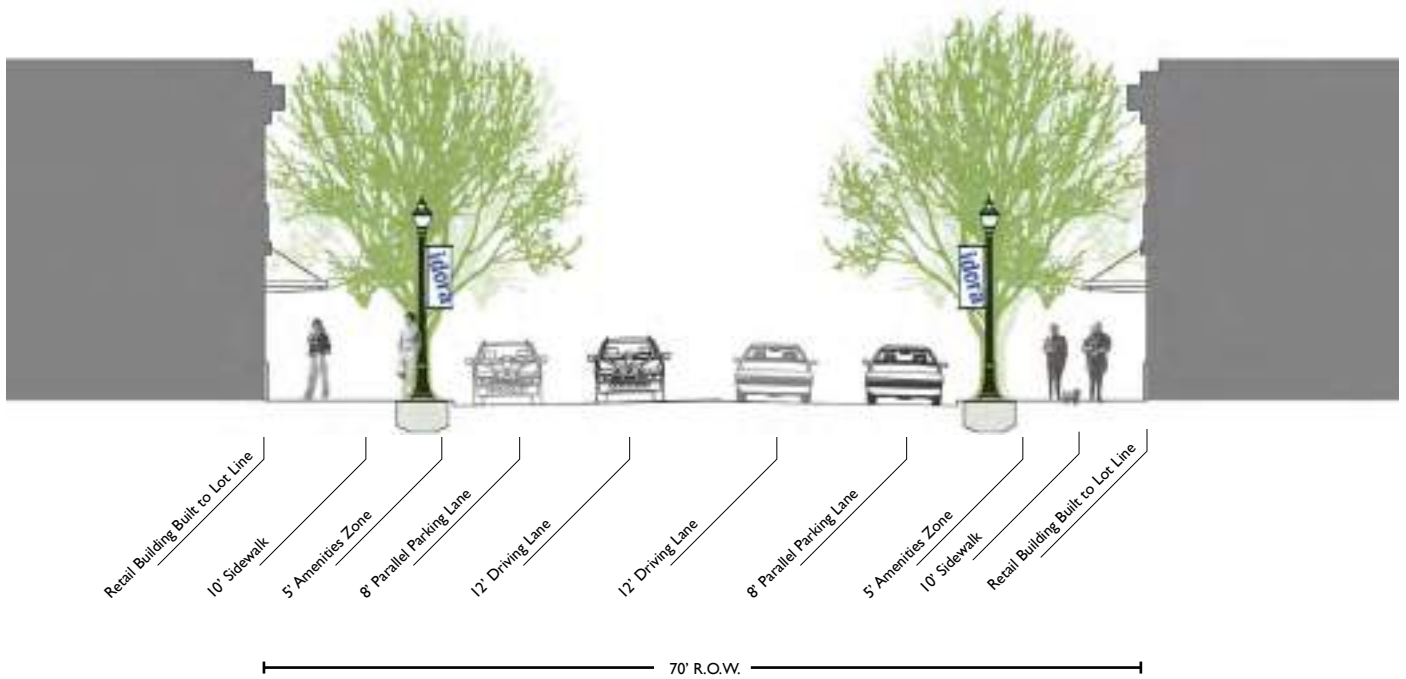 idora
idora
Retail Building Built to Lot Line
10' Sidewalk
5' Amenities Zone
8' Parallel Parking Lane
12' Driving Lane
12' Driving Lane
8' Parallel Parking Lane
5' Amenities Zone
10' Sidewalk
Retail Building Built to Lot Line
70' R.O.W.